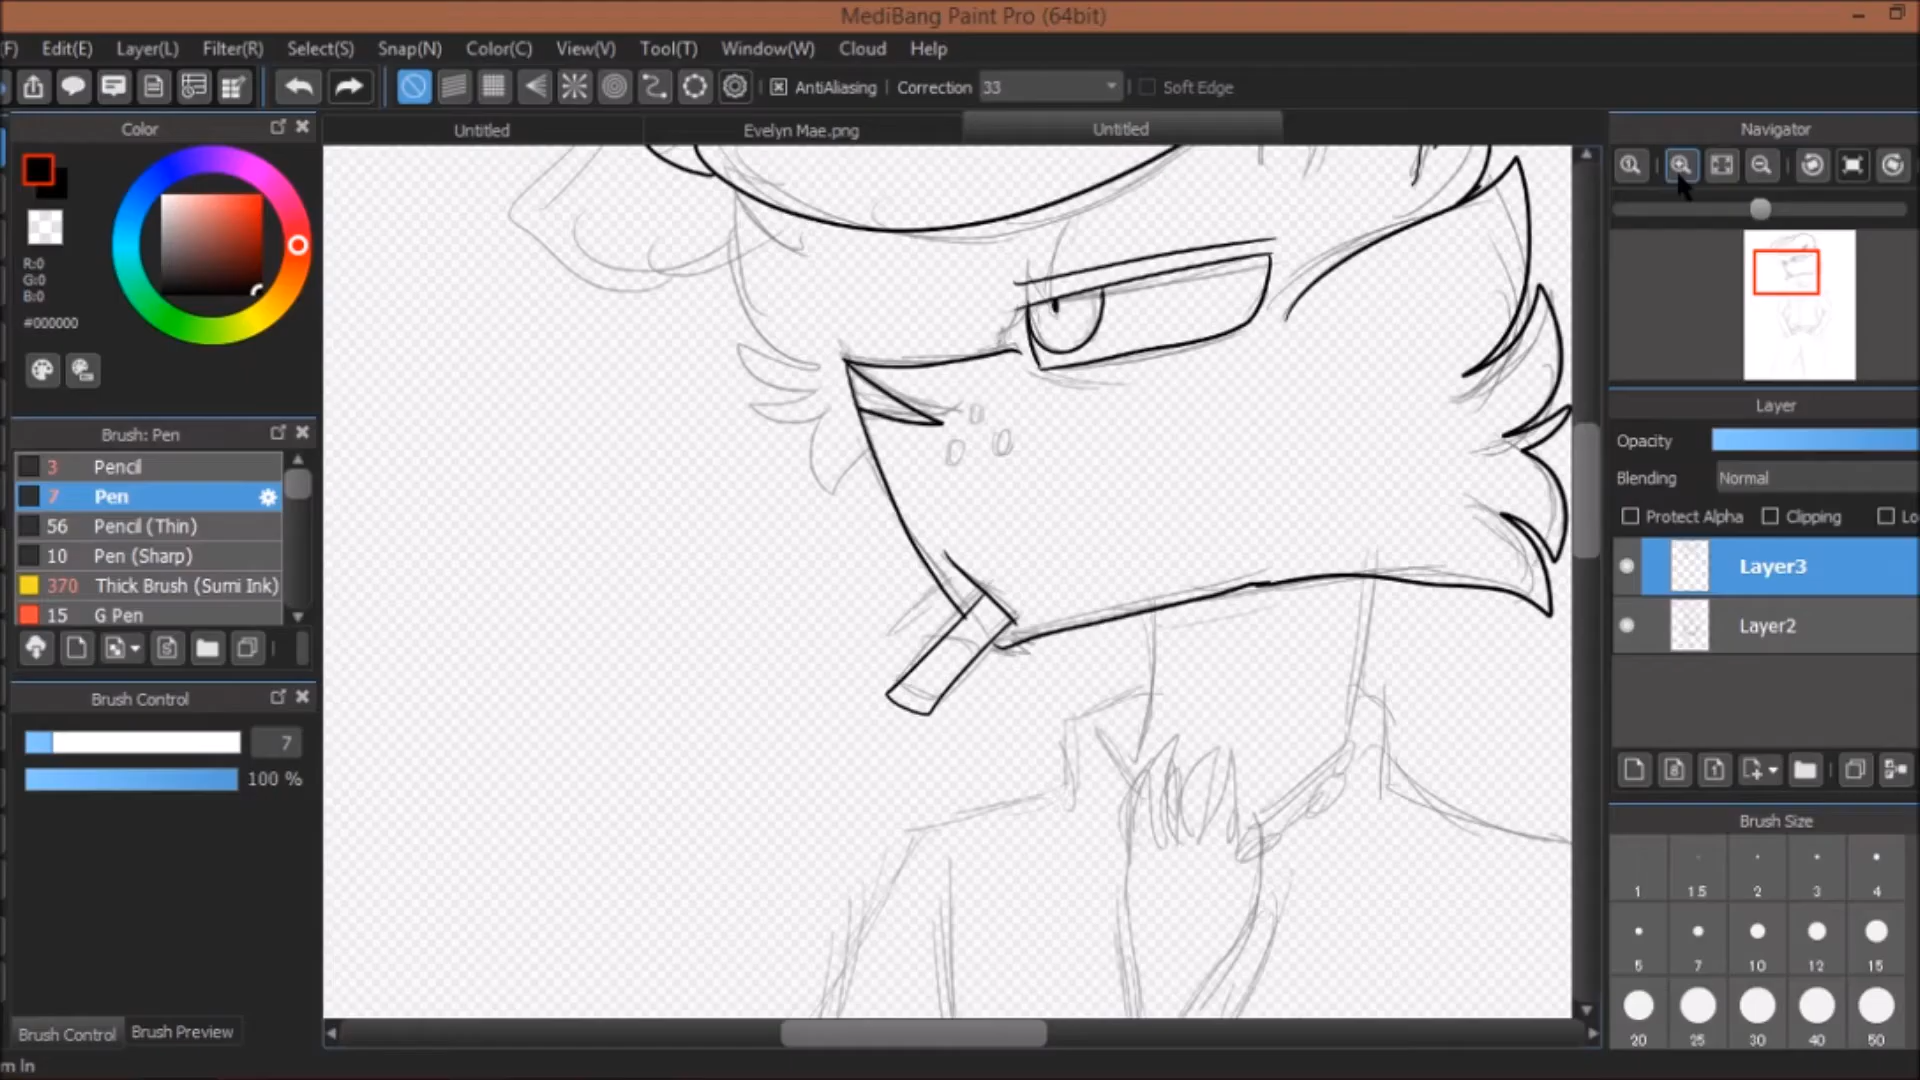 MediBang Paint Pro (64bit)
(F) Edit(E) Layer(L) Filter(R) Select(S) Snap(N) Color(C) View(V) Tool(T) Window(W) Cloud Help
AntiAliasing Correction 33 Soft Edge
Color
Untitled Evelyn Mae.png Untitled
Navigator
R:0
G:0
B:0
#000000
Layer
Opacity
Blending Normal
Protect Alpha Clipping Lo
Layer3
Layer2
Brush: Pen
3 Pencil
7 Pen
56 Pencil (Thin)
10 Pen (Sharp)
370 Thick Brush (Sumi Ink)
15 G Pen
Brush Control
7
100 %
Brush Size
1 1.5 2 3 4
5 7 10 12 15
20 25 30 40 50
Brush Control Brush Preview
m In